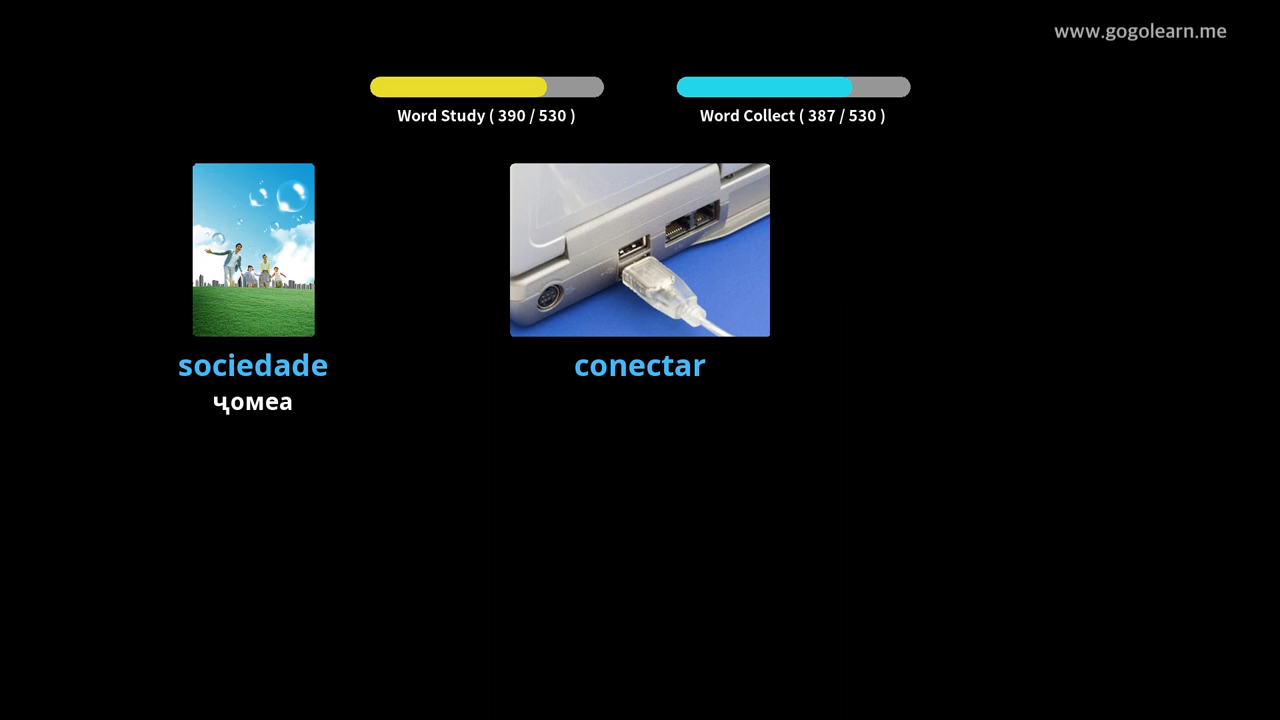 www.gogolearn.me
Word Study ( 390 / 530 )
Word Collect ( 387 / 530 )
sociedade
conectar
ҷомеа